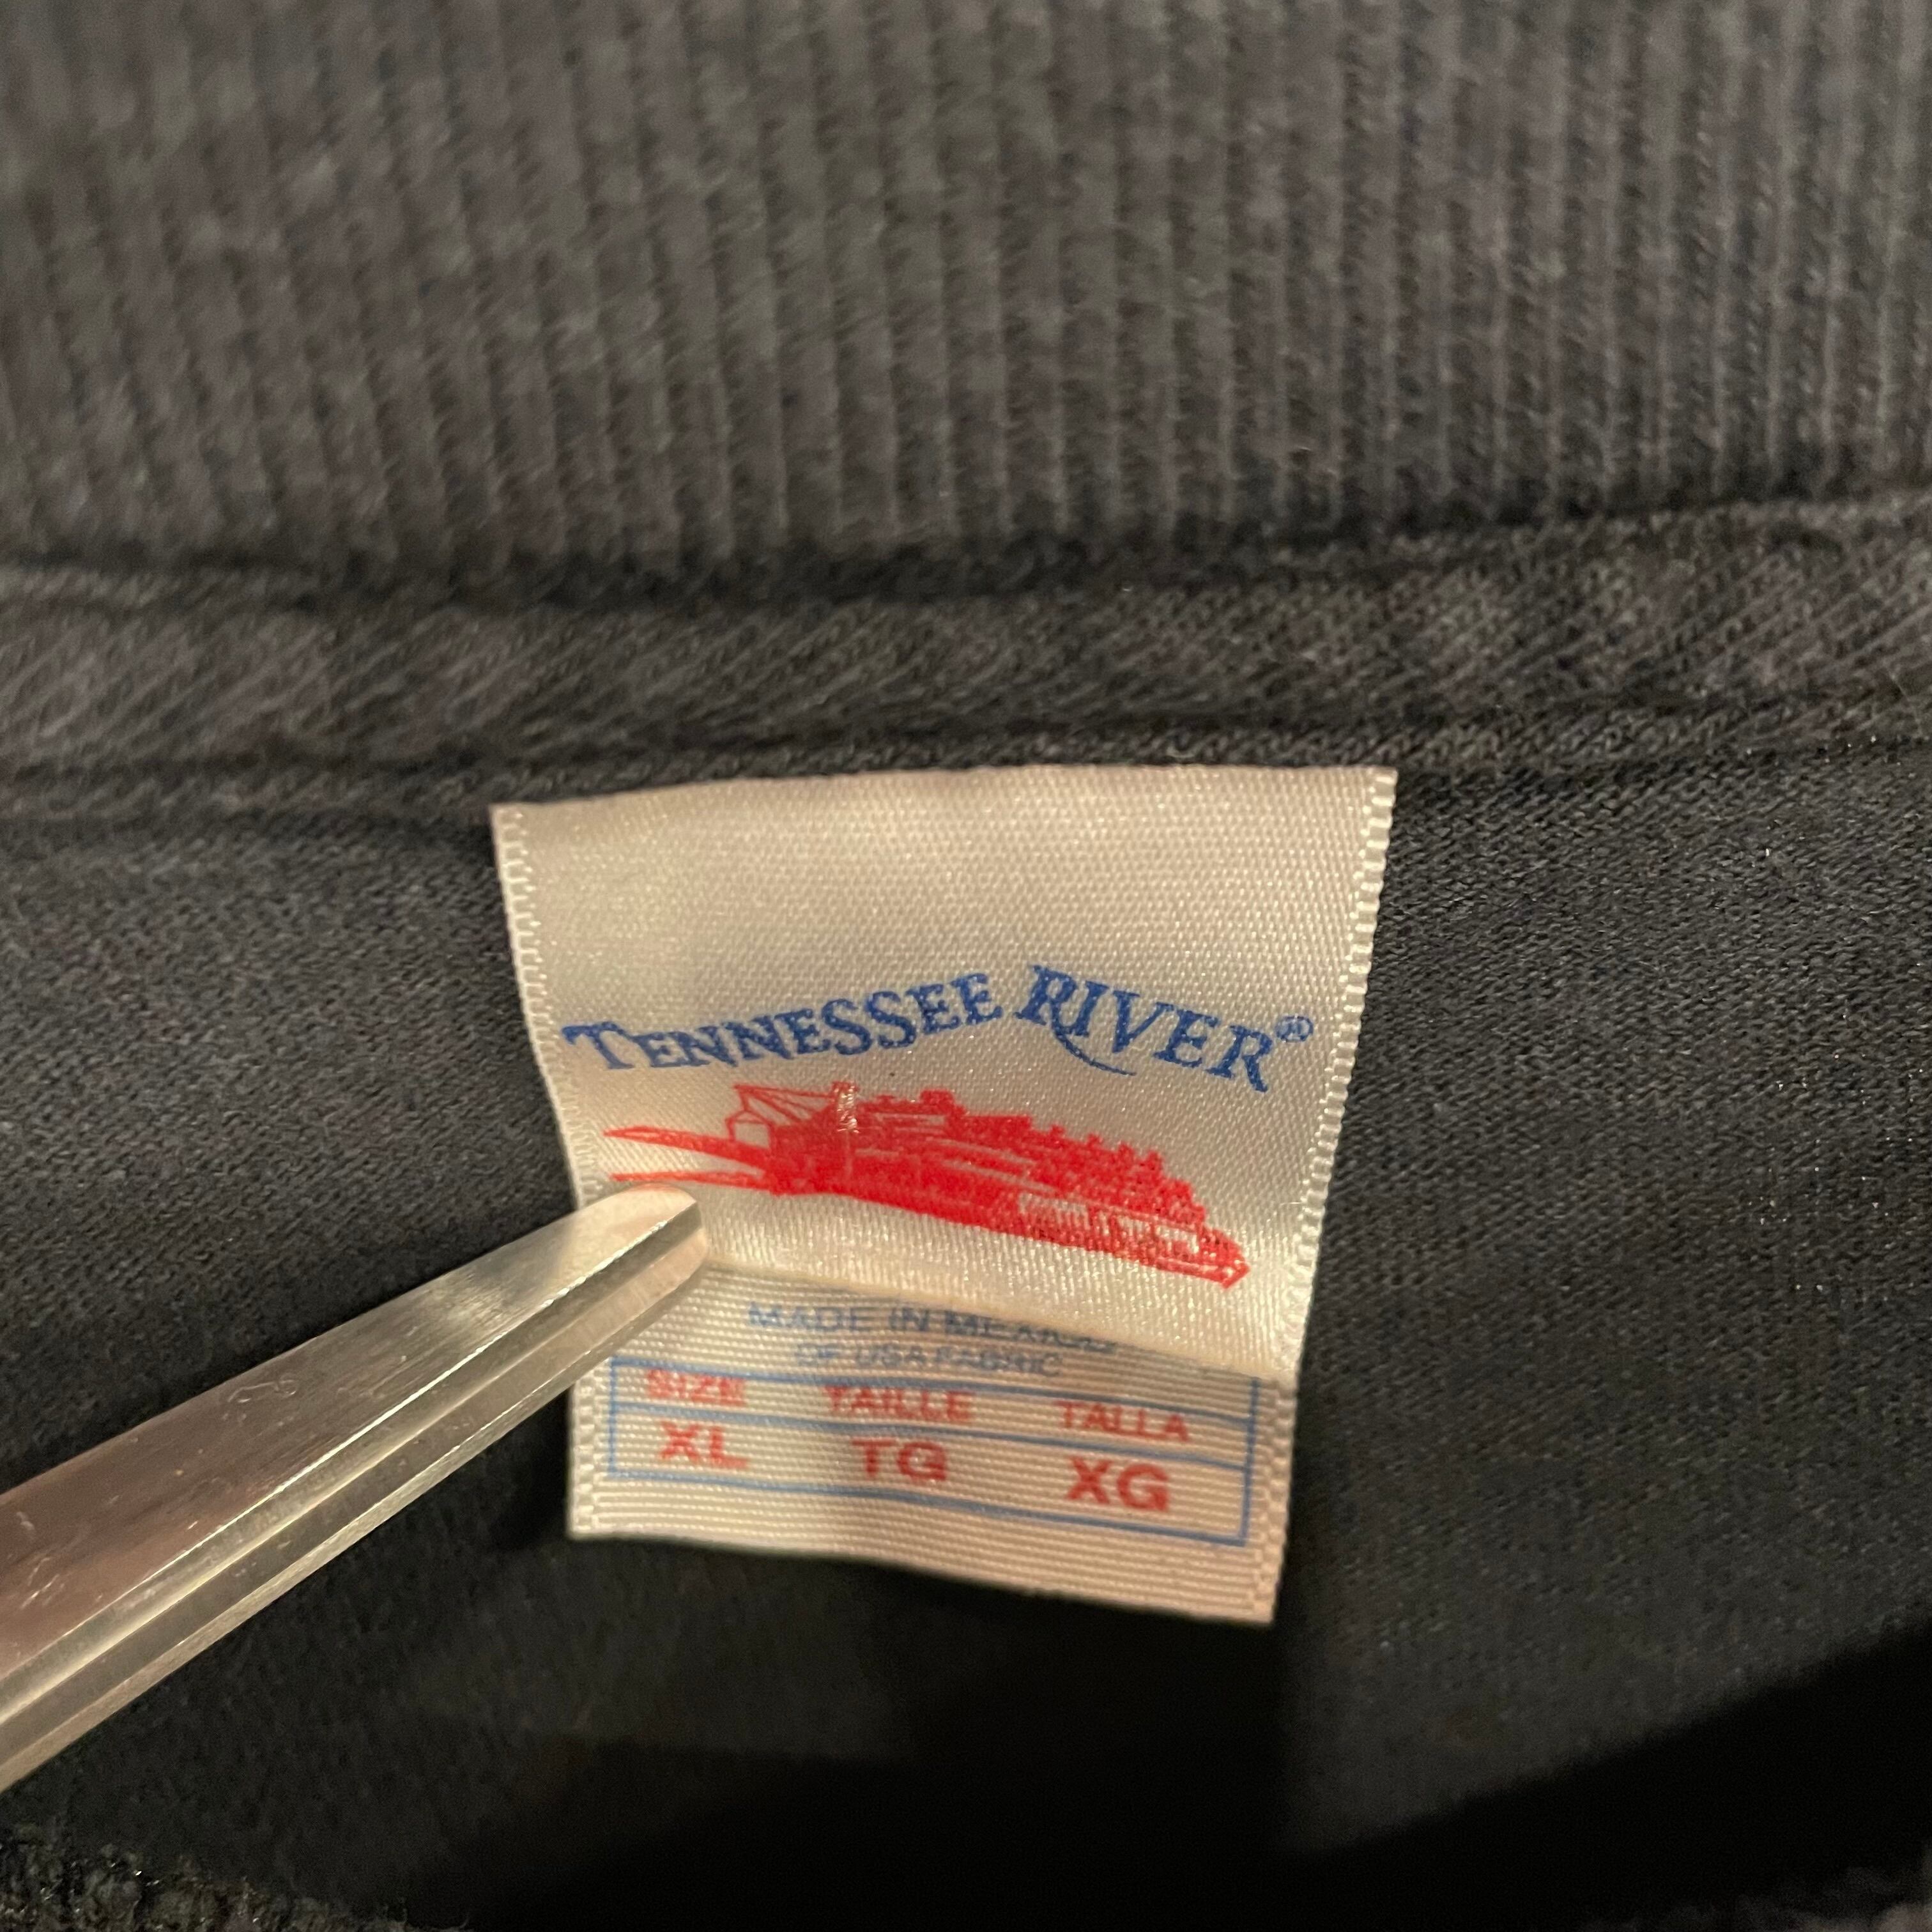 TENNESSEE RIVER®
MADE IN MEXICO
OF USA FABRIC
SIZE TAILLE TALLA
XL TG XG